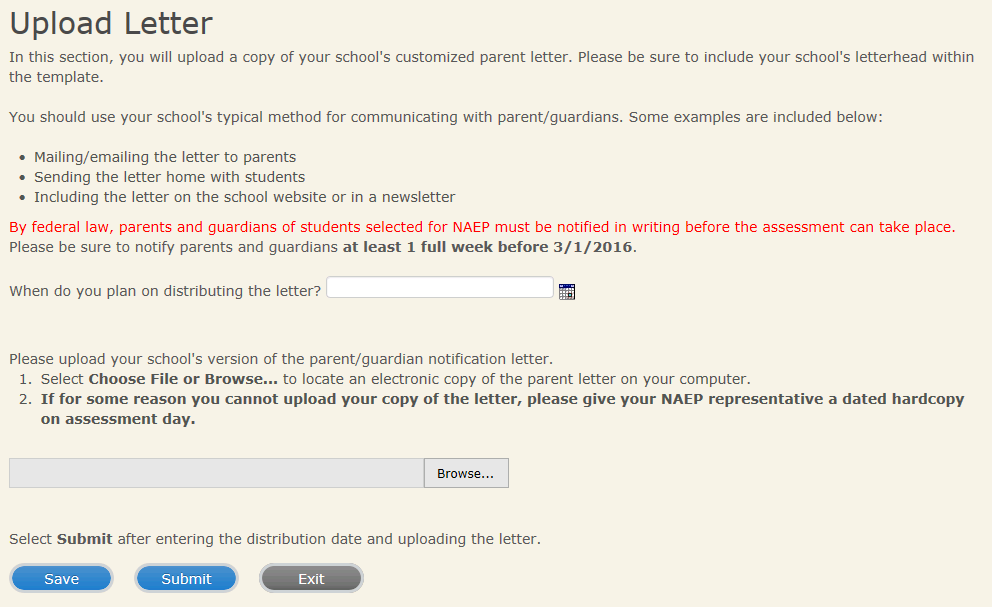 Upload Letter
In this section, you will upload a copy of your school's customized parent letter. Please be sure to include your school's letterhead within
the template.
You should use your school's typical method for communicating with parent/guardians. Some examples are included below:
• Mailing/emailing the letter to parents
• Sending the letter home with students
• Including the letter on the school website or in a newsletter
By federal law, parents and guardians of students selected for NAEP must be notified in writing before the assessment can take place.
Please be sure to notify parents and guardians at least 1 full week before 3/1/2016.
When do you plan on distributing the letter?
Please upload your school's version of the parent/guardian notification letter.
1. Select Choose File or Browse... to locate an electronic copy of the parent letter on your computer.
2. If for some reason you cannot upload your copy of the letter, please give your NAEP representative a dated hardcopy
on assessment day.
Browse...
Select Submit after entering the distribution date and uploading the letter.
Save Submit Exit